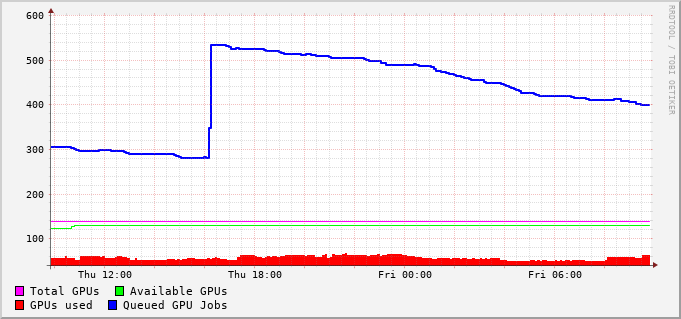 600
500
400
300
200
100
Thu 12:00 Thu 18:00 Fri 00:00 Fri 06:00
Total GPUs Available GPUs
GPUs used Queued GPU Jobs
RRDTOOL / TOBI OETIKER